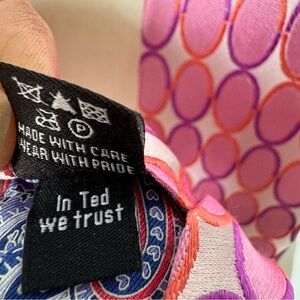 P
MADE WITH CARE
WEAR WITH PRIDE
In Ted
we trust